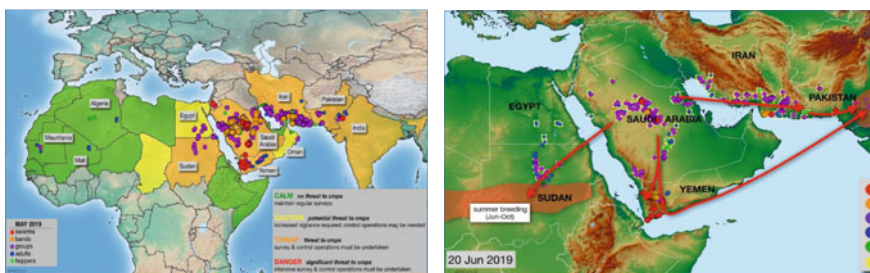 Algeria
Mauritania
Mali
Egypt
Sudan
Saudi
Arabia
Yemen
Oman
Iran
Pakistan
India
MAY 2019
swarms
bands
groups
adults
hoppers
CALM no threat to crops
maintain regular surveys
CAUTION potential threat to crops
increased vigilance required; control operations may be needed
THREAT threat to crops
survey & control operations must be undertaken
DANGER significant threat to crops
intensive survey & control operations must be undertaken
IRAN
PAKISTAN
EGYPT
SAUDI ARABIA
SUDAN
YEMEN
summer breeding
(Jun-Oct)
20 Jun 2019